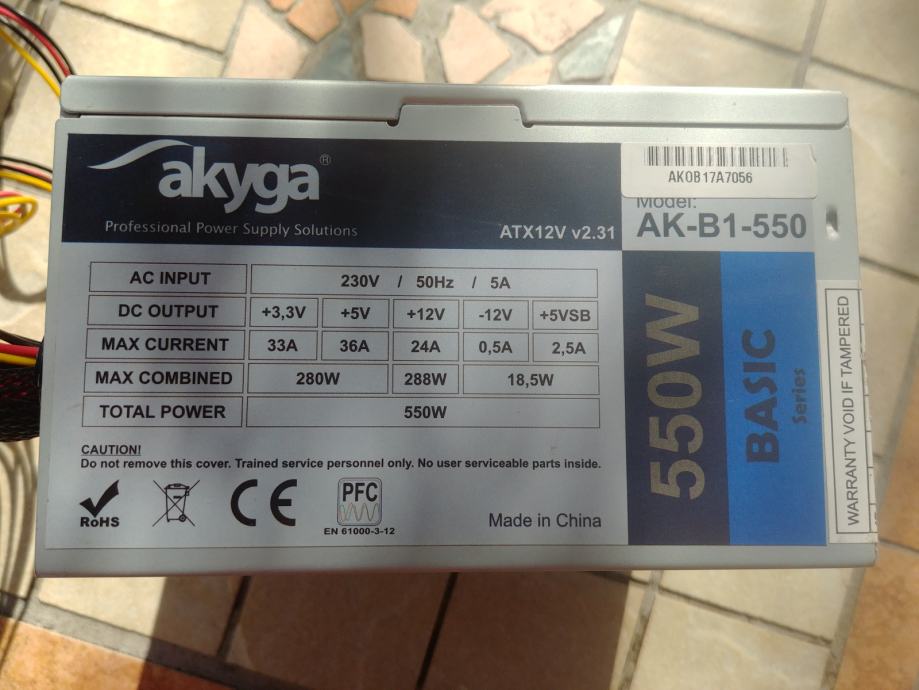 akyga®
Professional Power Supply Solutions
ATX12V v2.31
AKOB17A7056
Model:
AK-B1-550
AC INPUT 230V / 50Hz / 5A
DC OUTPUT +3,3V +5V +12V -12V +5VSB
MAX CURRENT 33A 36A 24A 0,5A 2,5A
MAX COMBINED 280W 288W 18,5W
TOTAL POWER 550W
CAUTION!
Do not remove this cover. Trained service personnel only. No user serviceable parts inside.
RoHS
CE
PFC
EN 61000-3-12
Made in China
550W
BASIC
Series
WARRANTY VOID IF TAMPERED